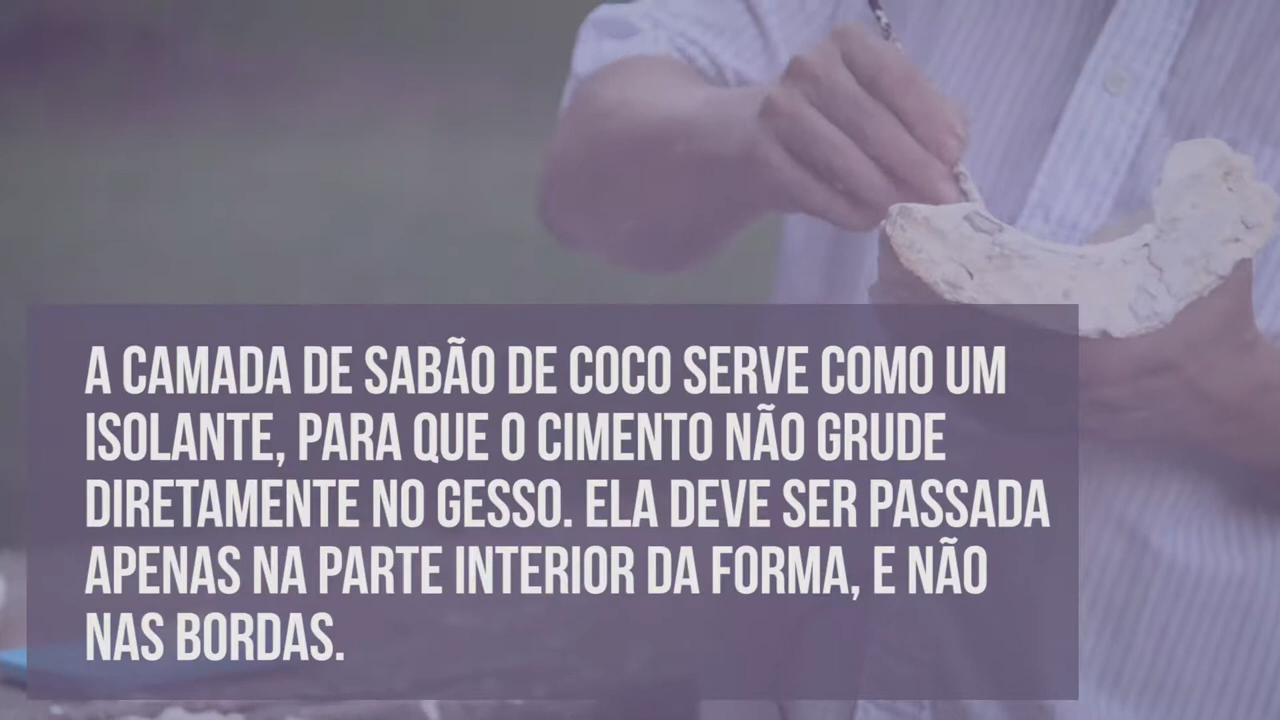 A CAMADA DE SABÃO DE COCO SERVE COMO UM
ISOLANTE, PARA QUE O CIMENTO NÃO GRUDE
DIRETAMENTE NO GESSO. ELA DEVE SER PASSADA
APENAS NA PARTE INTERIOR DA FORMA, E NÃO
NAS BORDAS.